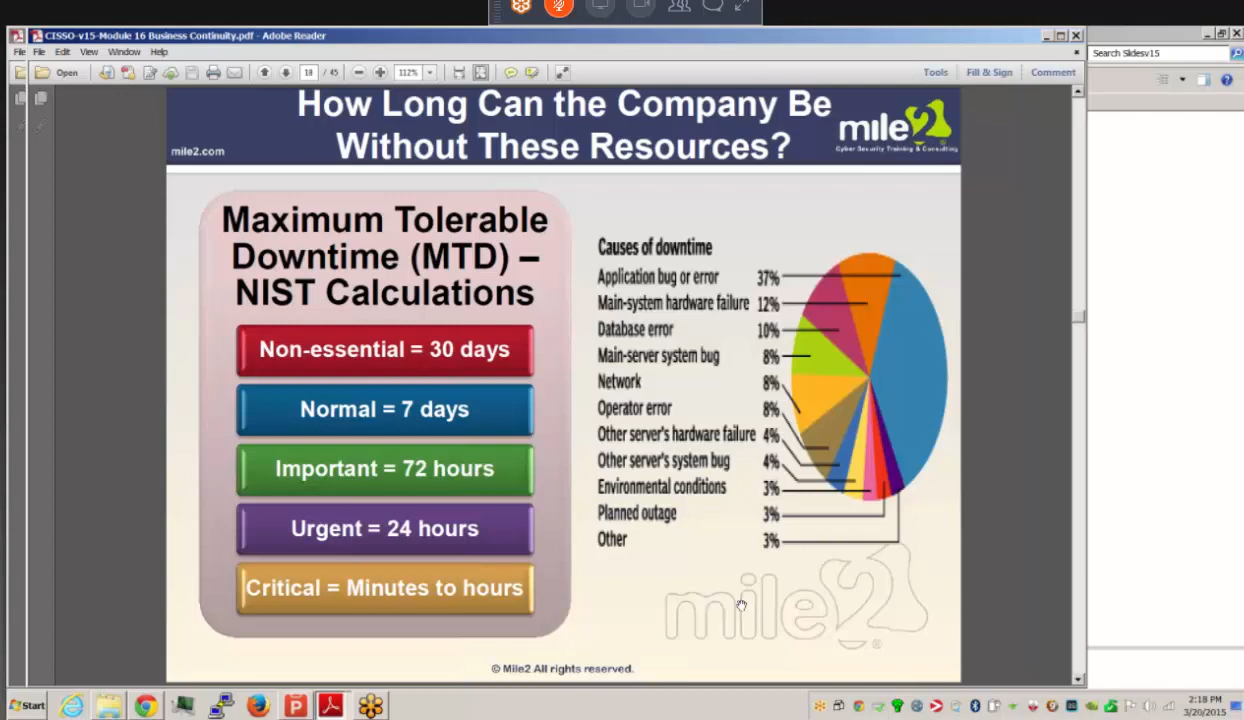 CISSO-v15-Module 16 Business Continuity.pdf - Adobe Reader
File File Edit View Window Help
Search Slidesv15
Open 18 / 45 112% Tools Fill & Sign Comment
How Long Can the Company Be
Without These Resources?
mile2.com
mile2
Cyber Security Training & Consulting
Maximum Tolerable
Downtime (MTD) –
NIST Calculations
Non-essential = 30 days
Normal = 7 days
Important = 72 hours
Urgent = 24 hours
Critical = Minutes to hours
Causes of downtime
Application bug or error 37%
Main-system hardware failure 12%
Database error 10%
Main-server system bug 8%
Network 8%
Operator error 8%
Other server's hardware failure 4%
Other server's system bug 4%
Environmental conditions 3%
Planned outage 3%
Other 3%
mile2
®
© Mile2 All rights reserved.
Start
2:18 PM
3/20/2015